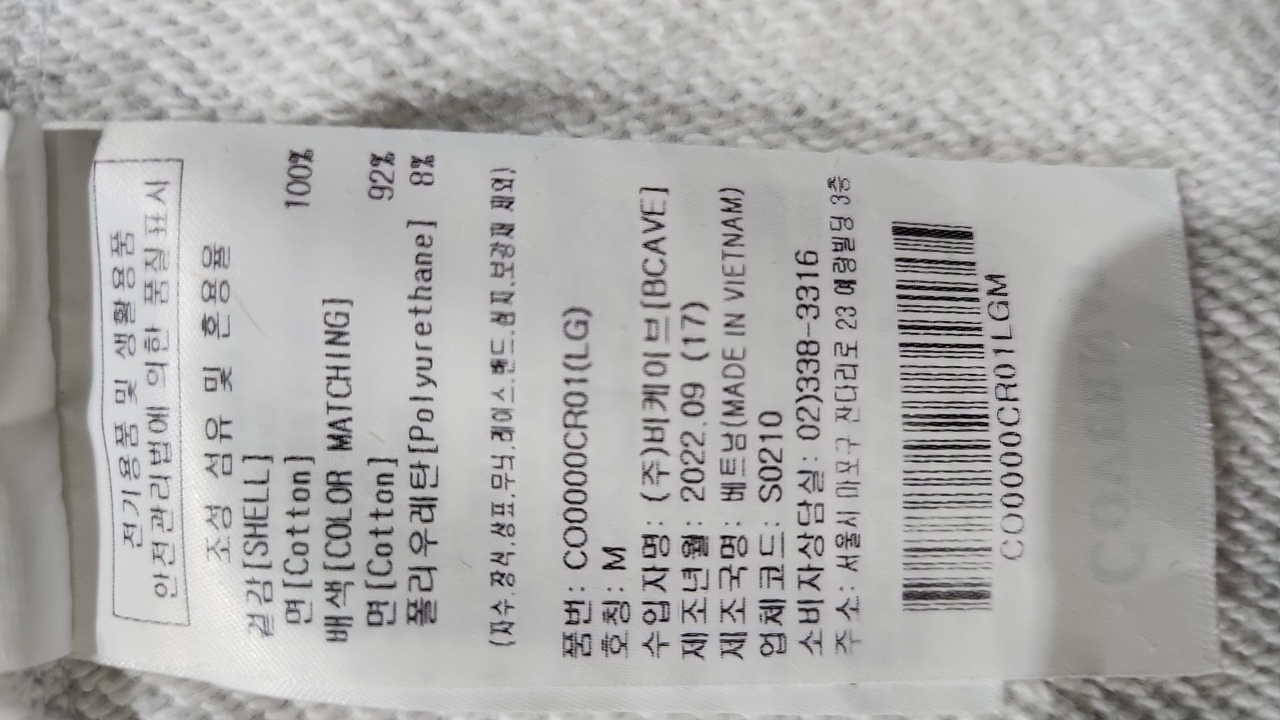 전기용품 및 생활용품
안전관리법에 의한 품질표시
조성 섬유 및 혼용율
겉감[SHELL]
면[Cotton] 100%
배색[COLOR MATCHING]
면[Cotton] 92%
폴리우레탄[Polyurethane] 8%
(자수.장식.상표.무늬.레이스.밴드.심지.보강재 제외)
품번: CO0000CR01(LG)
호칭: M
수입자명: (주)비케이브[BCAVE]
제조년월: 2022.09 (17)
제조국명: 베트남(MADE IN VIETNAM)
업체코드: S0210
소비자상담실: 02)338-3316
주소: 서울시 마포구 잔다리로 23 예랑빌딩 3층
CO0000CR01LGM